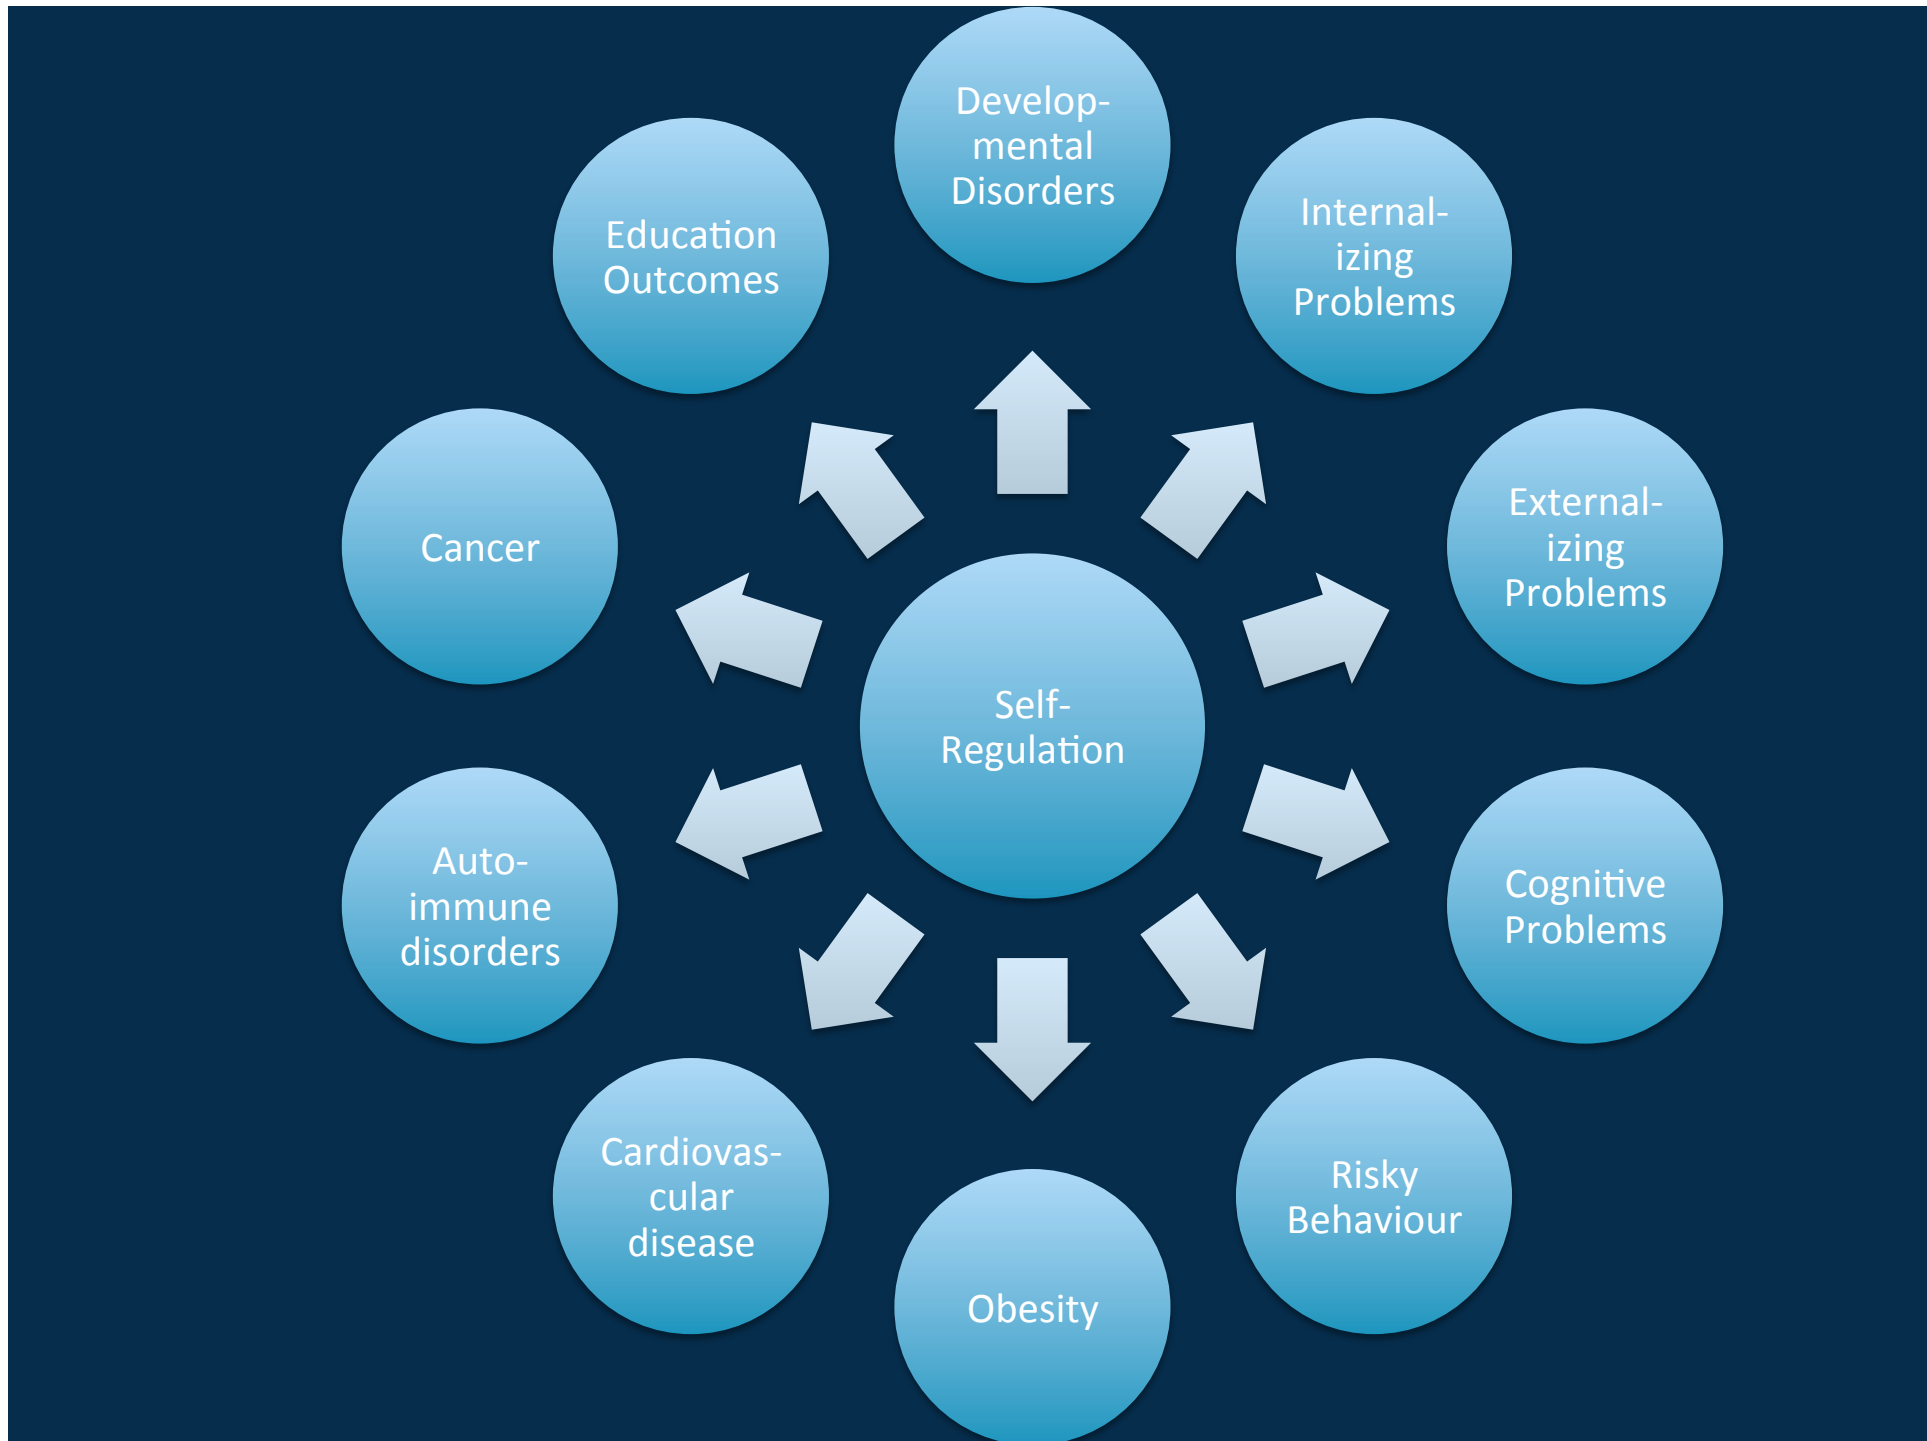 Develop-
mental
Disorders
Internal-
izing
Problems
External-
izing
Problems
Cognitive
Problems
Risky
Behaviour
Obesity
Cardiovas-
cular
disease
Auto-
immune
disorders
Cancer
Education
Outcomes
Self-
Regulation